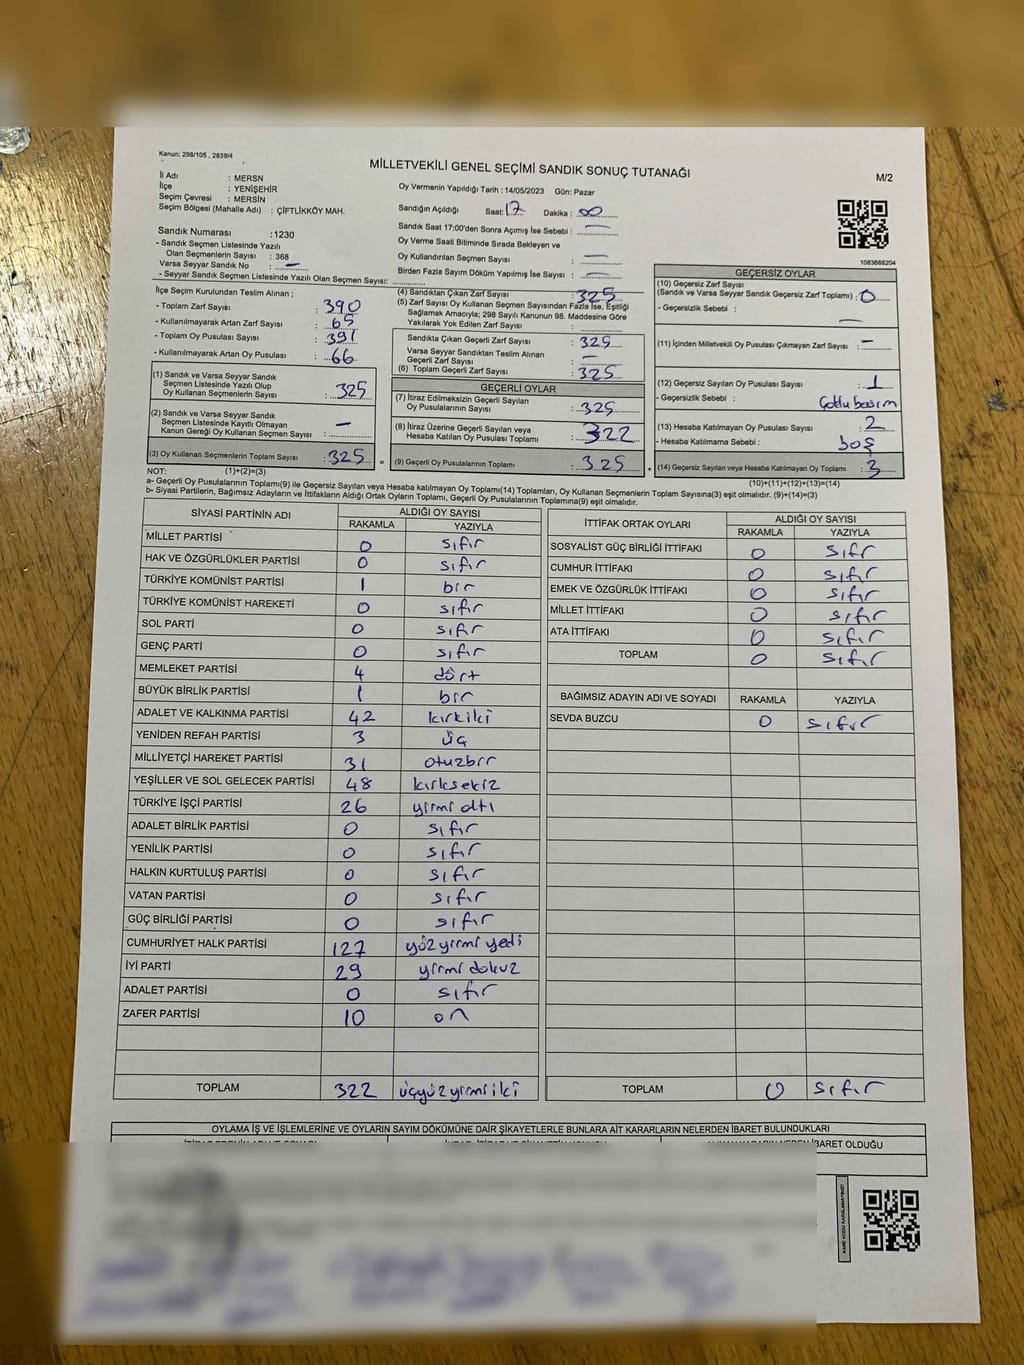 Kanun: 298/105 , 2839/4
MİLLETVEKİLİ GENEL SEÇİMİ SANDIK SONUÇ TUTANAĞI
M/2
İl Adı : MERSN
İlçe : YENİŞEHİR
Seçim Çevresi : MERSİN
Seçim Bölgesi (Mahalle Adı) : ÇİFTLİKKÖY MAH.
Sandık Numarası :1230
- Sandık Seçmen Listesinde Yazılı
Olan Seçmenlerin Sayısı : 368
Varsa Seyyar Sandık No : —
- Seyyar Sandık Seçmen Listesinde Yazılı Olan Seçmen Sayısı:
Oy Vermenin Yapıldığı Tarih : 14/05/2023 Gün: Pazar
Sandığın Açıldığı Saat: 17 Dakika : 00
Sandık Saat 17:00'den Sonra Açımış İse Sebebi : —
Oy Verme Saati Bitiminde Sırada Bekleyen ve
Oy Kullandırılan Seçmen Sayısı : —
Birden Fazla Sayım Döküm Yapılmış İse Sayısı : —
1083668204
İlçe Seçim Kurulundan Teslim Alınan ;
- Toplam Zarf Sayısı : 390
- Kullanılmayarak Artan Zarf Sayısı : 65
- Toplam Oy Pusulası Sayısı : 391
- Kullanılmayarak Artan Oy Pusulası : 66
(1) Sandık ve Varsa Seyyar Sandık
Seçmen Listesinde Yazılı Olup
Oy Kullanan Seçmenlerin Sayısı : 325
(2) Sandık ve Varsa Seyyar Sandık
Seçmen Listesinde Kayıtlı Olmayan
Kanun Gereği Oy Kullanan Seçmen Sayısı : —
(3) Oy Kullanan Seçmenlerin Toplam Sayısı : 325
(1)+(2)=(3)
(4) Sandıktan Çıkan Zarf Sayısı : 325
(5) Zarf Sayısı Oy Kullanan Seçmen Sayısından Fazla İse, Eşitliği
Sağlamak Amacıyla; 298 Sayılı Kanunun 98. Maddesine Göre
Yakılarak Yok Edilen Zarf Sayısı :
Sandıkta Çıkan Geçerli Zarf Sayısı : 325
Varsa Seyyar Sandıktan Teslim Alınan
Geçerli Zarf Sayısı : —
(6) Toplam Geçerli Zarf Sayısı : 325
GEÇERLİ OYLAR
(7) İtiraz Edilmeksizin Geçerli Sayılan
Oy Pusulalarının Sayısı : 325
(8) İtiraz Üzerine Geçerli Sayılan veya
Hesaba Katılan Oy Pusulası Toplamı : 322
= (9) Geçerli Oy Pusulalarının Toplamı : 325
GEÇERSİZ OYLAR
(10) Geçersiz Zarf Sayısı
(Sandık ve Varsa Seyyar Sandık Geçersiz Zarf Toplamı) : 0
- Geçersizlik Sebebi : —
(11) İçinden Milletvekili Oy Pusulası Çıkmayan Zarf Sayısı : —
(12) Geçersiz Sayılan Oy Pusulası Sayısı : 1
- Geçersizlik Sebebi : Çoklu basım
(13) Hesaba Katılmayan Oy Pusulası Sayısı : 2
- Hesaba Katılmama Sebebi : boş
+ (14) Geçersiz Sayılan veya Hesaba Katılmayan Oy Toplamı : 3
(10)+(11)+(12)+(13)=(14)
NOT:
a- Geçerli Oy Pusulalarının Toplamı(9) ile Geçersiz Sayılan veya Hesaba Katılmayan Oy Toplamı(14) Toplamları, Oy Kullanan Seçmenlerin Toplam Sayısına(3) eşit olmalıdır. (9)+(14)=(3)
b- Siyasi Partilerin, Bağımsız Adayların ve İttifakların Aldığı Ortak Oyların Toplamı, Geçerli Oy Pusulalarının Toplamına(9) eşit olmalıdır.
SİYASİ PARTİNİN ADI ALDIĞI OY SAYISI
RAKAMLA YAZIYLA
MİLLET PARTİSİ 0 sıfır
HAK VE ÖZGÜRLÜKLER PARTİSİ 0 sıfır
TÜRKİYE KOMÜNİST PARTİSİ 1 bir
TÜRKİYE KOMÜNİST HAREKETİ 0 sıfır
SOL PARTİ 0 sıfır
GENÇ PARTİ 0 sıfır
MEMLEKET PARTİSİ 4 dört
BÜYÜK BİRLİK PARTİSİ 1 bir
ADALET VE KALKINMA PARTİSİ 42 kırkiki
YENİDEN REFAH PARTİSİ 3 üç
MİLLİYETÇİ HAREKET PARTİSİ 31 otuzbir
YEŞİLLER VE SOL GELECEK PARTİSİ 48 kırksekiz
TÜRKİYE İŞÇİ PARTİSİ 26 yirmi altı
ADALET BİRLİK PARTİSİ 0 sıfır
YENİLİK PARTİSİ 0 sıfır
HALKIN KURTULUŞ PARTİSİ 0 sıfır
VATAN PARTİSİ 0 sıfır
GÜÇ BİRLİĞİ PARTİSİ 0 sıfır
CUMHURİYET HALK PARTİSİ 127 yüzyirmi yedi
İYİ PARTİ 29 yirmi dokuz
ADALET PARTİSİ 0 sıfır
ZAFER PARTİSİ 10 on
TOPLAM 322 üçyüzyirmiiki
İTTİFAK ORTAK OYLARI ALDIĞI OY SAYISI
RAKAMLA YAZIYLA
SOSYALİST GÜÇ BİRLİĞİ İTTİFAKI 0 sıfr
CUMHUR İTTİFAKI 0 sıfır
EMEK VE ÖZGÜRLÜK İTTİFAKI 0 sıfır
MİLLET İTTİFAKI 0 sıfır
ATA İTTİFAKI 0 sıfır
TOPLAM 0 sıfır
BAĞIMSIZ ADAYIN ADI VE SOYADI RAKAMLA YAZIYLA
SEVDA BUZCU 0 sıfır
TOPLAM 0 sıfır
OYLAMA İŞ VE İŞLEMLERİNE VE OYLARIN SAYIM DÖKÜMÜNE DAİR ŞİKAYETLERLE BUNLARA AİT KARARLARIN NELERDEN İBARET BULUNDUKLARI
İBARET OLDUĞU
KARE KODU KARALAMAYINIZ!